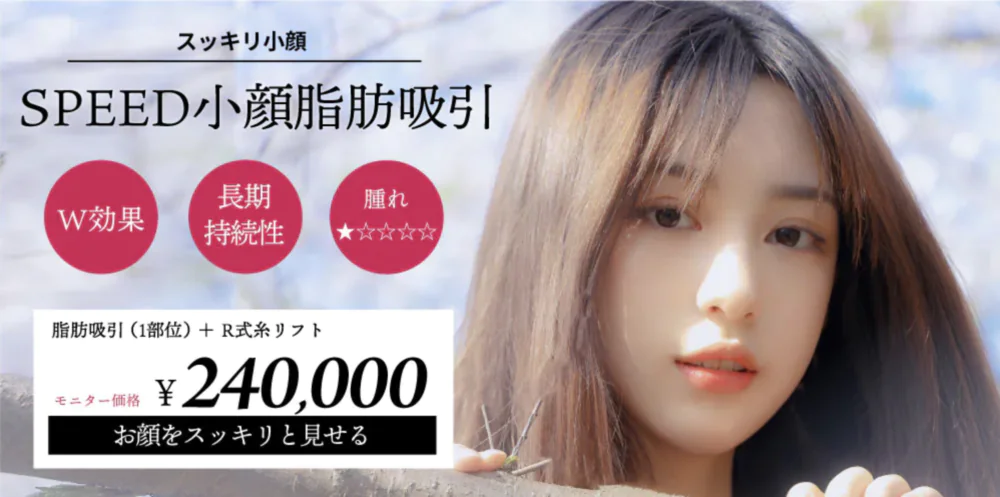 スッキリ小顔
SPEED小顔脂肪吸引
W効果
長期
持続性
腫れ
★☆☆☆☆
脂肪吸引（1部位）＋ R式糸リフト
モニター価格 ¥240,000
お顔をスッキリと見せる